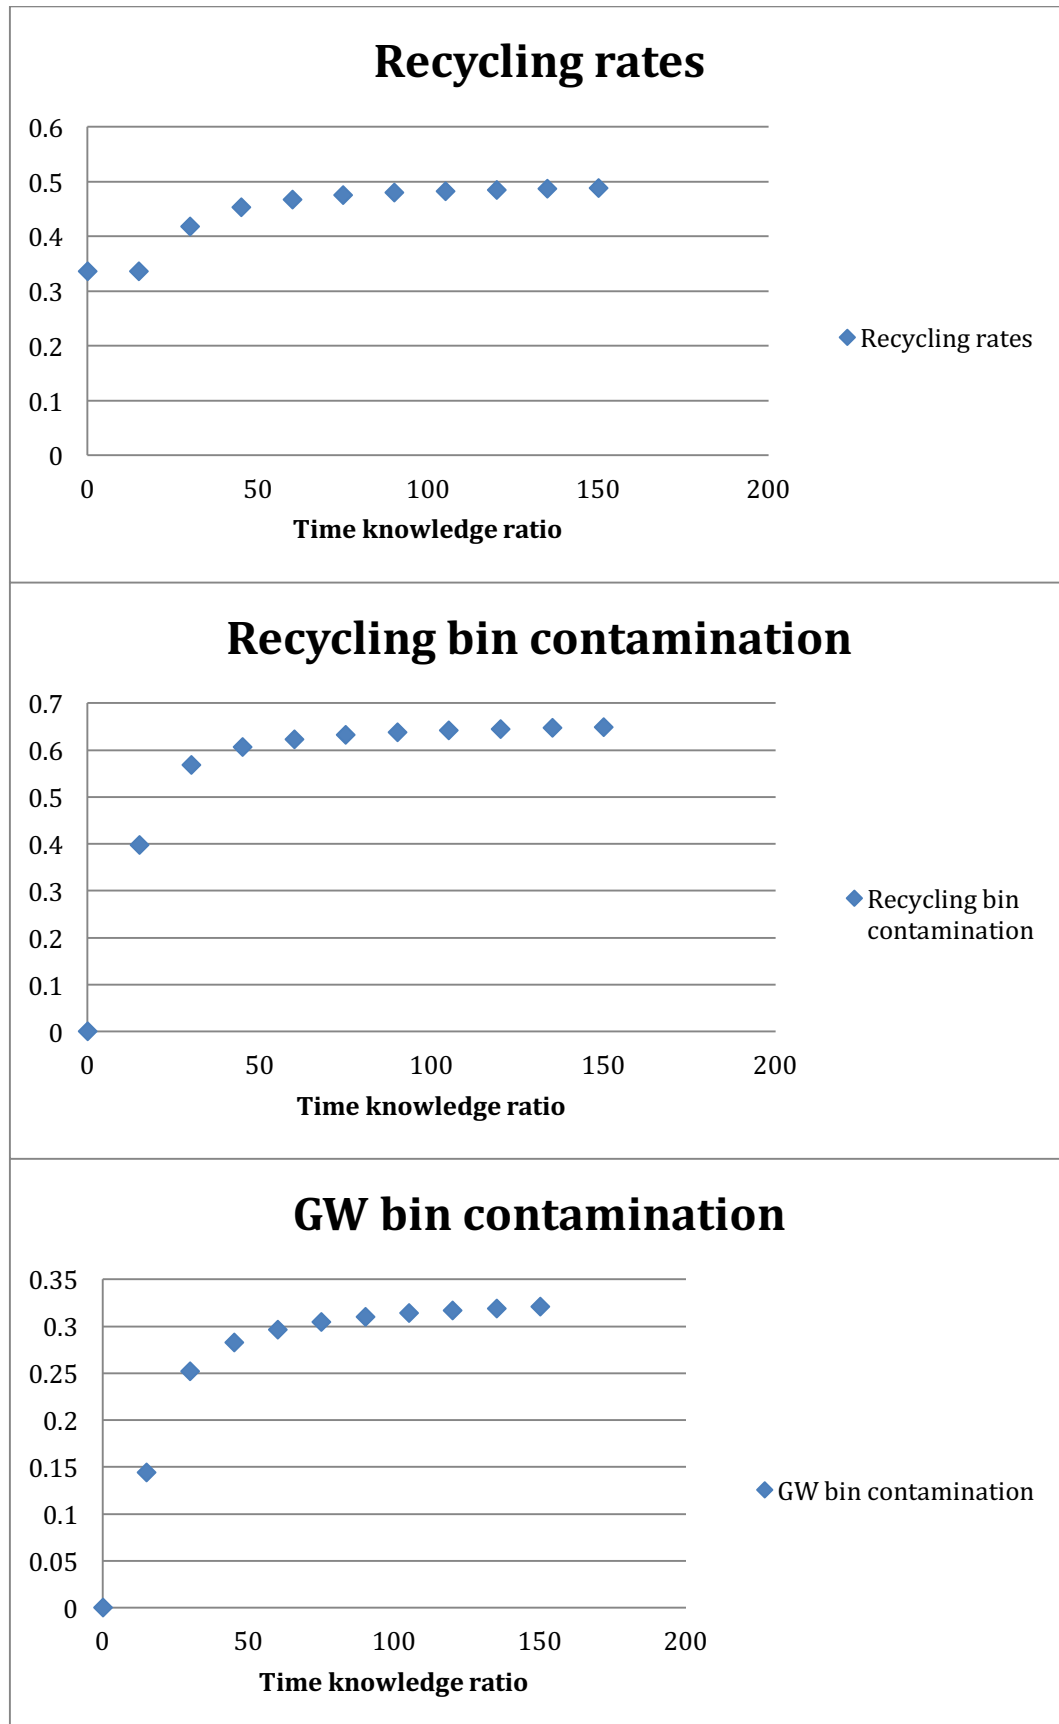 Recycling rates
0.6
0.5
0.4
0.3
0.2
0.1
0
0 50 100 150 200
Time knowledge ratio
Recycling rates
Recycling bin contamination
0.7
0.6
0.5
0.4
0.3
0.2
0.1
0
0 50 100 150 200
Time knowledge ratio
Recycling bin
contamination
GW bin contamination
0.35
0.3
0.25
0.2
0.15
0.1
0.05
0
0 50 100 150 200
Time knowledge ratio
GW bin contamination